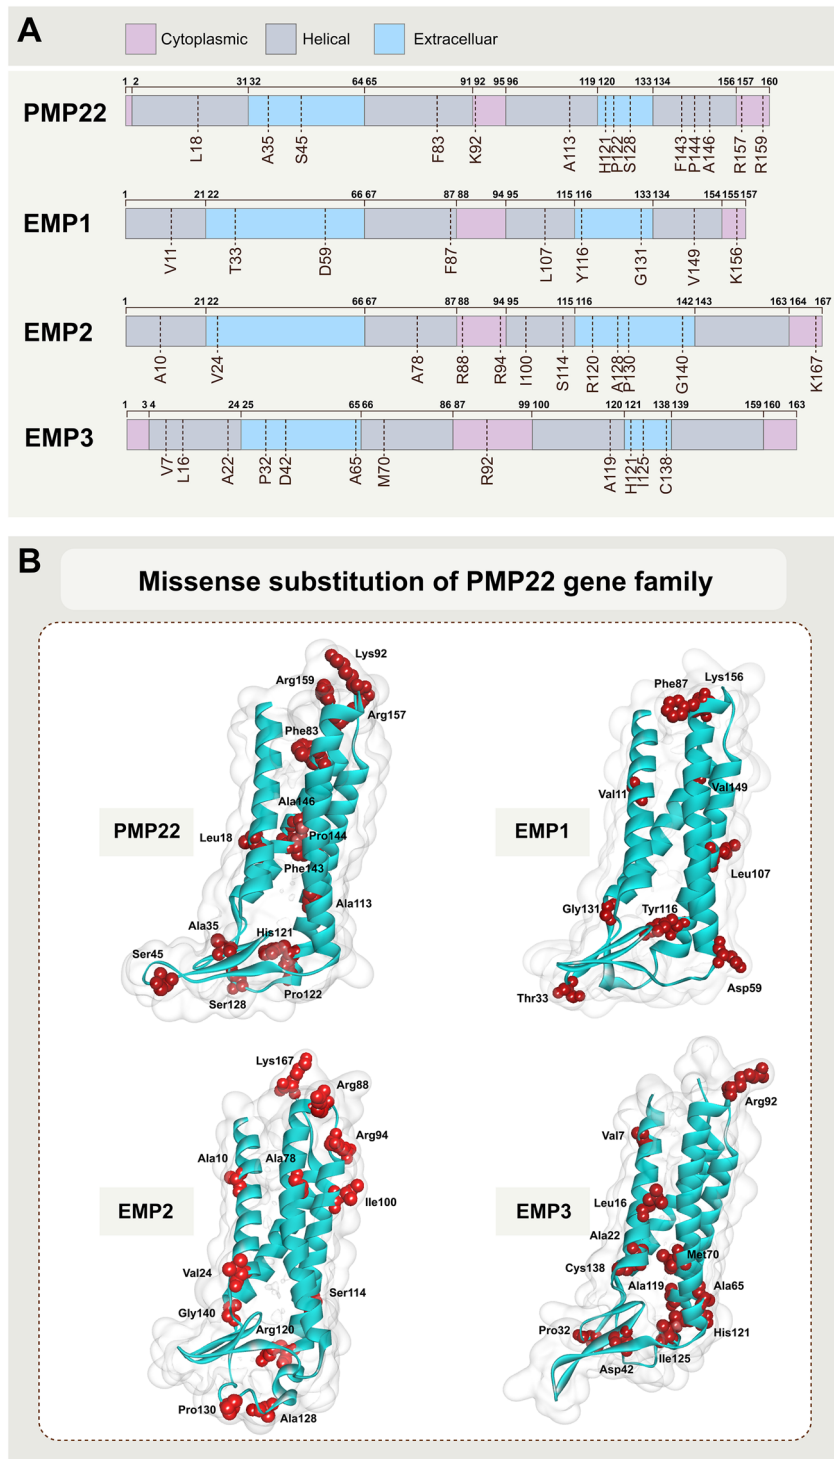 A
Cytoplasmic Helical Extracelluar
1 2 31 32 64 65 91 92 95 96 119 120 133 134 156 157 160
PMP22
L18 A35 S45 F83 K92 A113 H121 P122 S128 F143 P144 A146 R157 R159
1 21 22 66 67 87 88 94 95 115 116 133 134 154 155 157
EMP1
V11 T33 D59 F87 L107 Y116 G131 V149 K156
1 21 22 66 67 87 88 94 95 115 116 142 143 163 164 167
EMP2
A10 V24 A78 R88 R94 I100 S114 R120 A128 P130 G140 K167
1 3 4 24 25 65 66 86 87 99 100 120 121 138 139 159 160 163
EMP3
V7 L16 A22 P32 D42 A65 M70 R92 A119 H121 I125 C138
B
Missense substitution of PMP22 gene family
PMP22
Lys92
Arg159
Arg157
Phe83
Ala146
Leu18
Pro144
Phe143
Ala113
Ala35
His121
Ser45
Ser128
Pro122
EMP1
Phe87
Lys156
Val11
Val149
Leu107
Gly131
Tyr116
Thr33
Asp59
EMP2
Lys167
Arg88
Arg94
Ala10
Ala78
Ile100
Val24
Ser114
Gly140
Arg120
Pro130
Ala128
EMP3
Arg92
Val7
Leu16
Ala22
Met70
Cys138
Ala119
Ala65
Pro32
His121
Ile125
Asp42